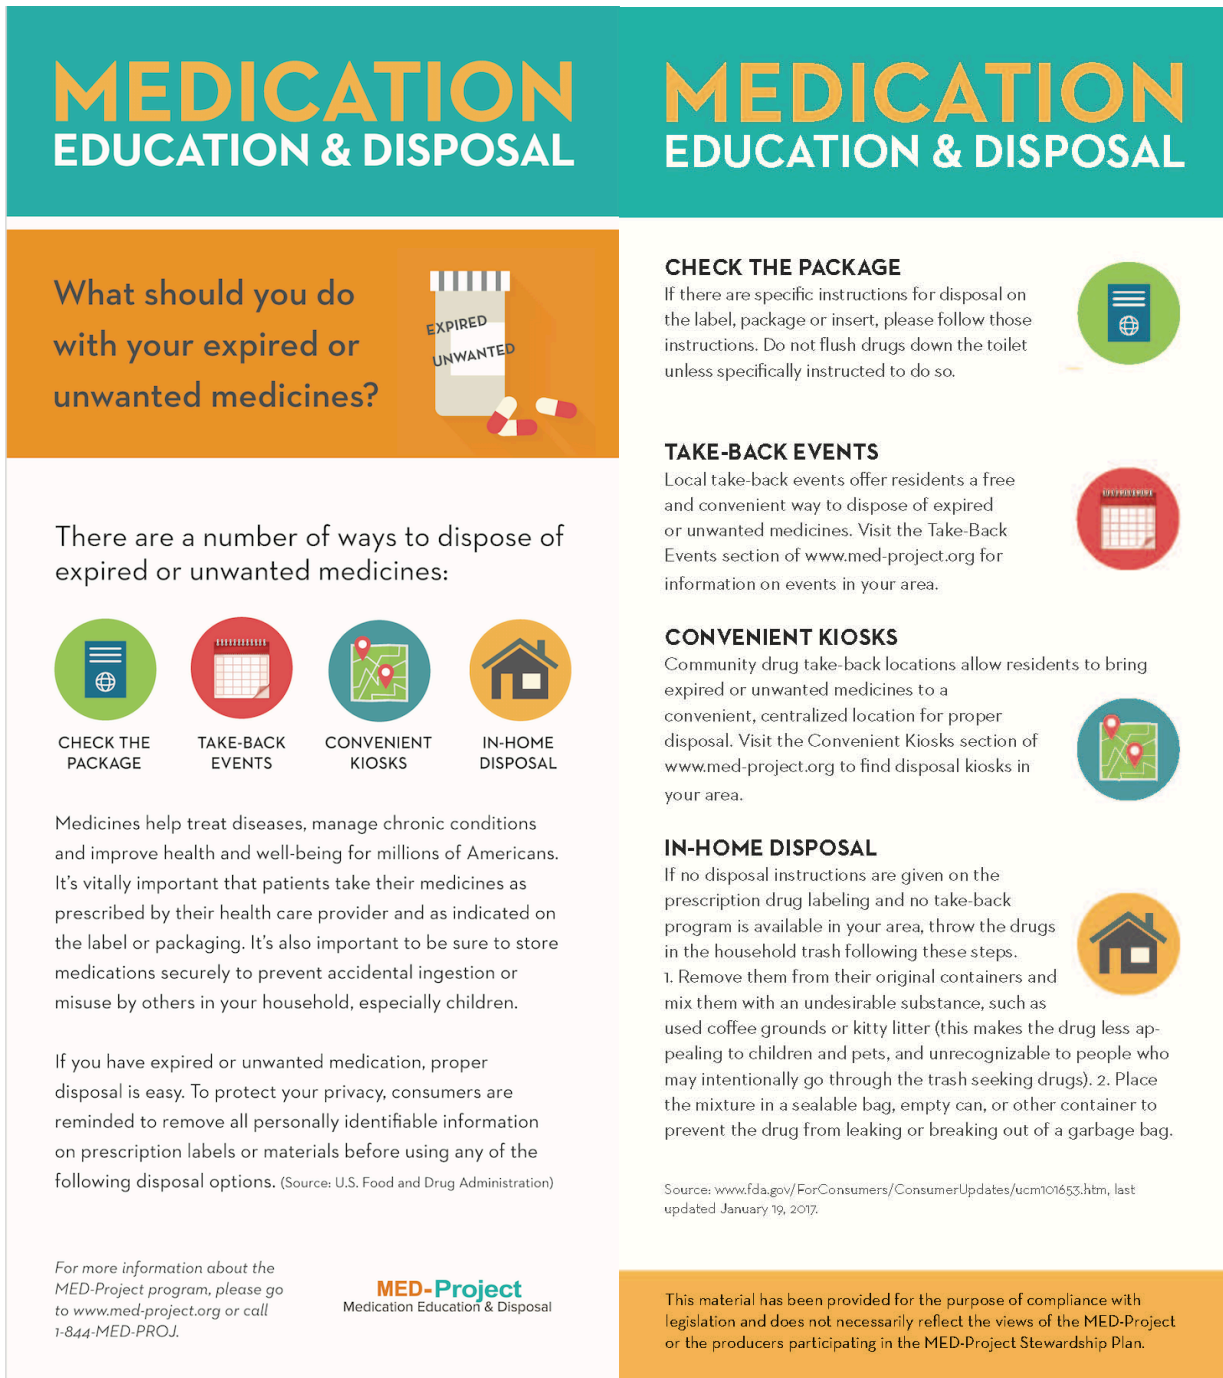 MEDICATION
EDUCATION & DISPOSAL
What should you do
with your expired or
unwanted medicines?
EXPIRED
UNWANTED
There are a number of ways to dispose of
expired or unwanted medicines:
CHECK THE
PACKAGE
TAKE-BACK
EVENTS
CONVENIENT
KIOSKS
IN-HOME
DISPOSAL
Medicines help treat diseases, manage chronic conditions
and improve health and well-being for millions of Americans.
It's vitally important that patients take their medicines as
prescribed by their health care provider and as indicated on
the label or packaging. It's also important to be sure to store
medications securely to prevent accidental ingestion or
misuse by others in your household, especially children.
If you have expired or unwanted medication, proper
disposal is easy. To protect your privacy, consumers are
reminded to remove all personally identifiable information
on prescription labels or materials before using any of the
following disposal options. (Source: U.S. Food and Drug Administration)
For more information about the
MED-Project program, please go
to www.med-project.org or call
1-844-MED-PROJ.
MED-Project
Medication Education & Disposal
MEDICATION
EDUCATION & DISPOSAL
CHECK THE PACKAGE
If there are specific instructions for disposal on
the label, package or insert, please follow those
instructions. Do not flush drugs down the toilet
unless specifically instructed to do so.
TAKE-BACK EVENTS
Local take-back events offer residents a free
and convenient way to dispose of expired
or unwanted medicines. Visit the Take-Back
Events section of www.med-project.org for
information on events in your area.
CONVENIENT KIOSKS
Community drug take-back locations allow residents to bring
expired or unwanted medicines to a
convenient, centralized location for proper
disposal. Visit the Convenient Kiosks section of
www.med-project.org to find disposal kiosks in
your area.
IN-HOME DISPOSAL
If no disposal instructions are given on the
prescription drug labeling and no take-back
program is available in your area, throw the drugs
in the household trash following these steps.
1. Remove them from their original containers and
mix them with an undesirable substance, such as
used coffee grounds or kitty litter (this makes the drug less ap-
pealing to children and pets, and unrecognizable to people who
may intentionally go through the trash seeking drugs). 2. Place
the mixture in a sealable bag, empty can, or other container to
prevent the drug from leaking or breaking out of a garbage bag.
Source: www.fda.gov/ForConsumers/ConsumerUpdates/ucm101653.htm, last
updated January 19, 2017.
This material has been provided for the purpose of compliance with
legislation and does not necessarily reflect the views of the MED-Project
or the producers participating in the MED-Project Stewardship Plan.